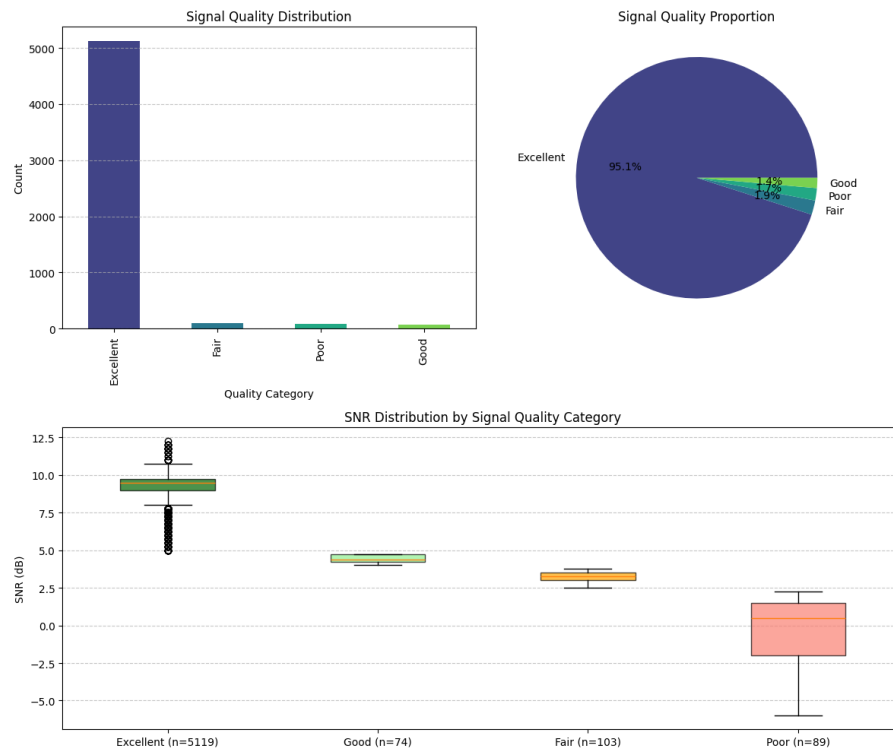 Signal Quality Distribution
5000
4000
3000
2000
1000
0
Count
Excellent
Fair
Poor
Good
Quality Category
Signal Quality Proportion
Excellent
95.1%
1.4%
1.7%
1.9%
Good
Poor
Fair
SNR Distribution by Signal Quality Category
12.5
10.0
7.5
5.0
2.5
0.0
−2.5
−5.0
SNR (dB)
Excellent (n=5119)
Good (n=74)
Fair (n=103)
Poor (n=89)